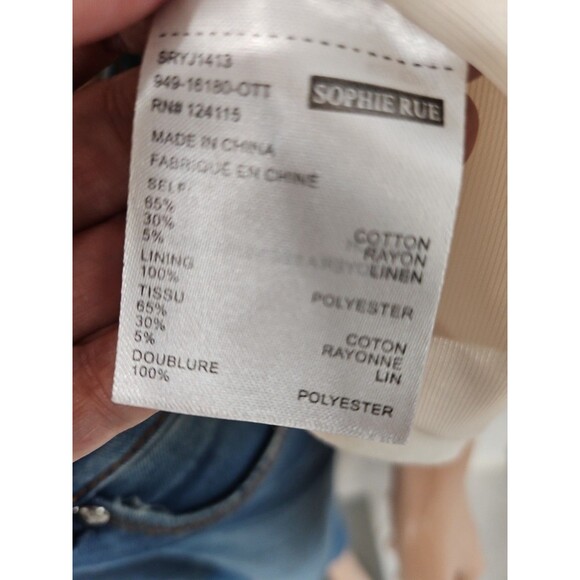 SRYJ1413
949-16180-OTT
SOPHIE RUE
RN# 124115
MADE IN CHINA
FABRIQUE EN CHINE
SELF
65% COTTON
30% RAYON
5% LINEN
LINING
100% POLYESTER
TISSU
65% COTON
30% RAYONNE
5% LIN
DOUBLURE
100% POLYESTER